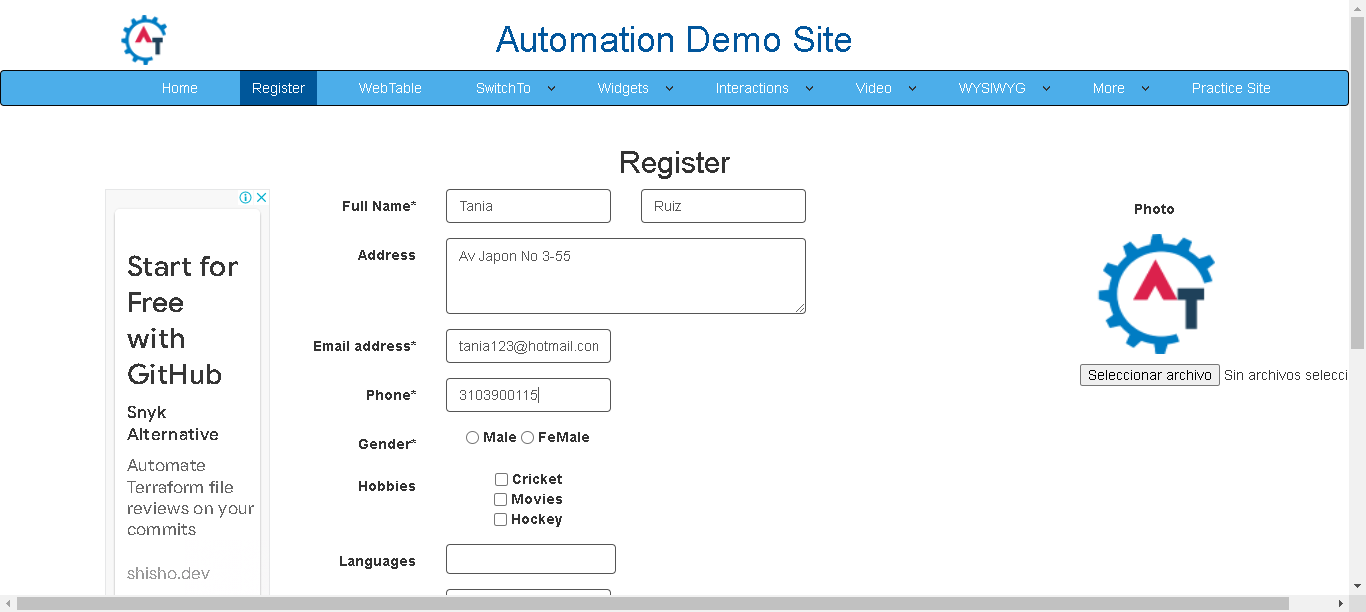 Automation Demo Site
Home Register WebTable SwitchTo Widgets Interactions Video WYSIWYG More Practice Site
Register
Start for
Free
with
GitHub
Snyk
Alternative
Automate
Terraform file
reviews on your
commits
shisho.dev
Full Name* Tania Ruiz
Address Av Japon No 3-55
Email address* tania123@hotmail.con
Phone* 3103900115
Gender* Male FeMale
Hobbies Cricket
Movies
Hockey
Languages
Photo
AT
Seleccionar archivo Sin archivos selecci